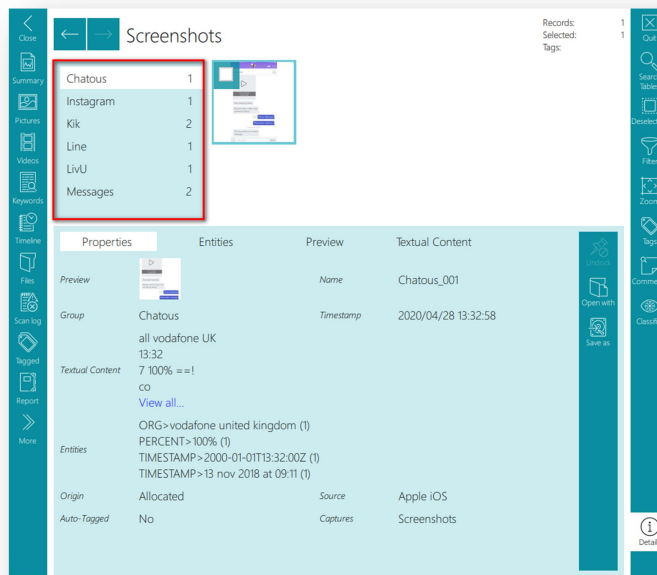 Close
Summary
Pictures
Videos
Keywords
Timeline
Files
Scan log
Tagged
Report
More
Screenshots
Records: 1
Selected: 1
Tags:
Chatous 1
Instagram 1
Kik 2
Line 1
LivU 1
Messages 2
Properties Entities Preview Textual Content
Preview
Name Chatous_001
Group Chatous
Timestamp 2020/04/28 13:32:58
Textual Content
all vodafone UK
13:32
7 100% ==!
co
View all...
Entities
ORG>vodafone united kingdom (1)
PERCENT>100% (1)
TIMESTAMP>2000-01-01T13:32:00Z (1)
TIMESTAMP>13 nov 2018 at 09:11 (1)
Origin Allocated
Source Apple iOS
Auto-Tagged No
Captures Screenshots
Undock
Open with
Save as
Quit
Search
Table
Deselect
Filter
Zoom
Tags
Comme
Classifi
Detail